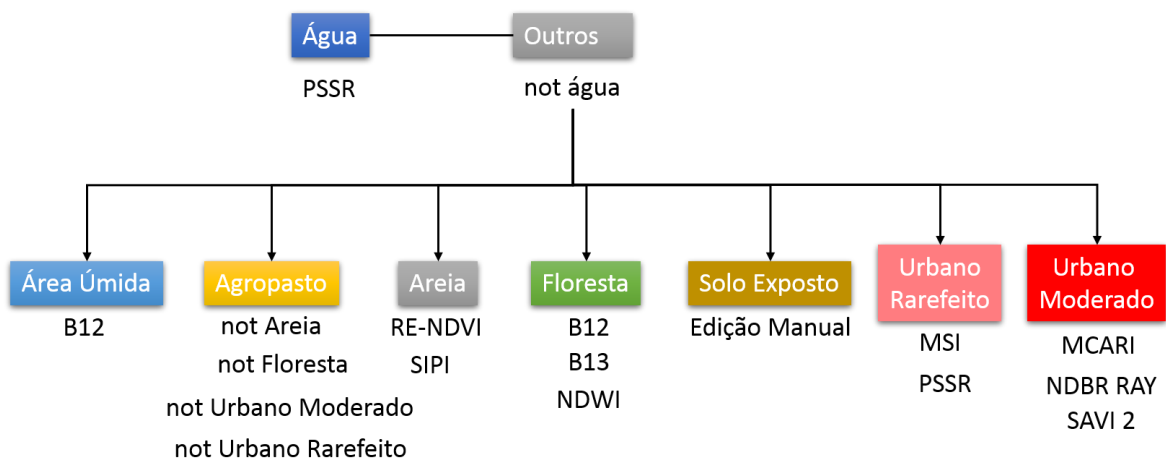 Água
Outros
PSSR
not água
Área Úmida
B12
Agropasto
not Areia
not Floresta
not Urbano Moderado
not Urbano Rarefeito
Areia
RE-NDVI
SIPI
Floresta
B12
B13
NDWI
Solo Exposto
Edição Manual
Urbano
Rarefeito
MSI
PSSR
Urbano
Moderado
MCARI
NDBR RAY
SAVI 2